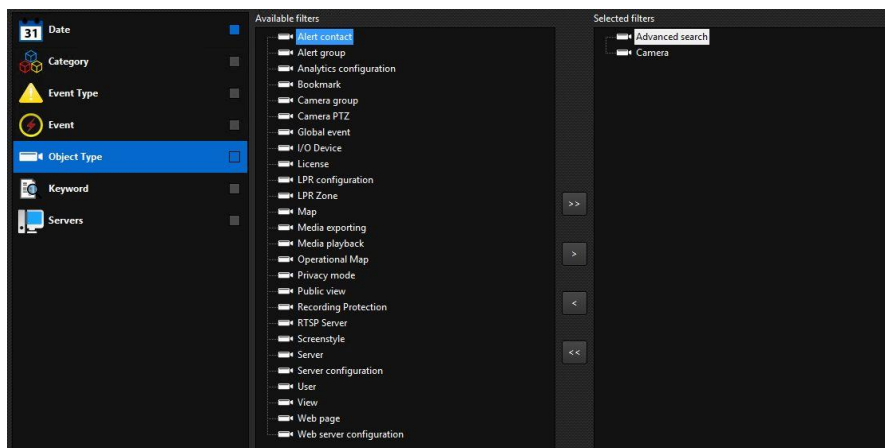 Available filters
Selected filters
31
Date
Category
Event Type
Event
Object Type
Keyword
Servers
Alert contact
Alert group
Analytics configuration
Bookmark
Camera group
Camera PTZ
Global event
I/O Device
License
LPR configuration
LPR Zone
Map
Media exporting
Media playback
Operational Map
Privacy mode
Public view
Recording Protection
RTSP Server
Screenstyle
Server
Server configuration
User
View
Web page
Web server configuration
>>
>
<
<<
Advanced search
Camera